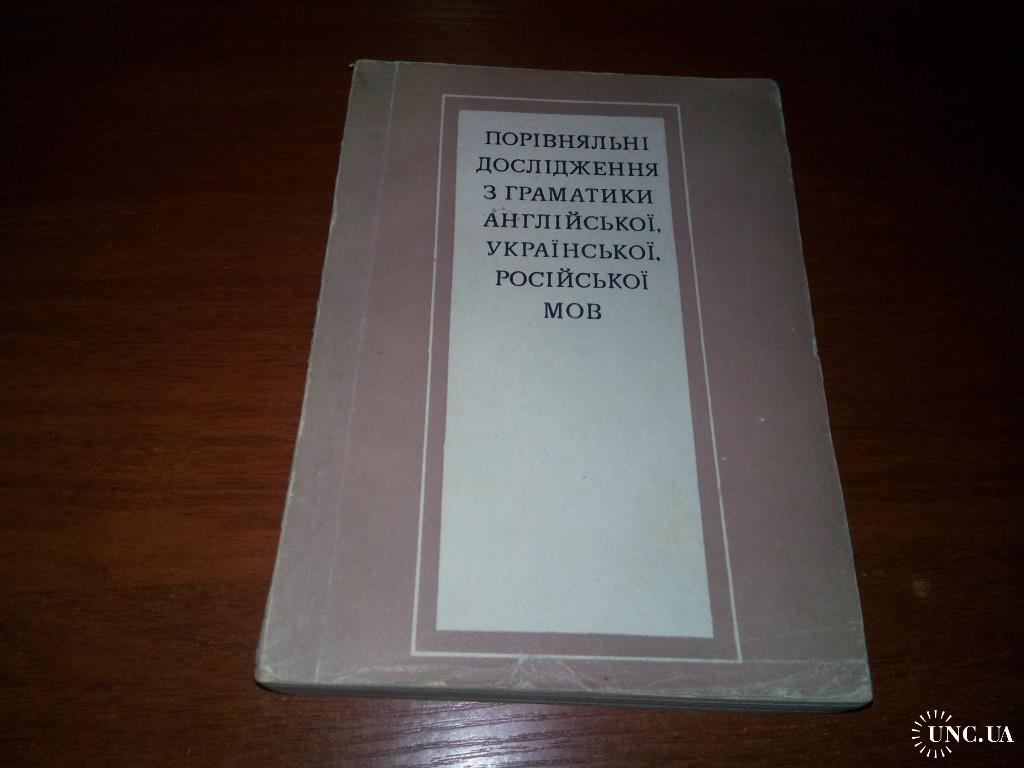 ПОРІВНЯЛЬНІ
ДОСЛІДЖЕННЯ
З ГРАМАТИКИ
АНГЛІЙСЬКОЇ,
УКРАЇНСЬКОЇ,
РОСІЙСЬКОЇ
МОВ
UNC.UA